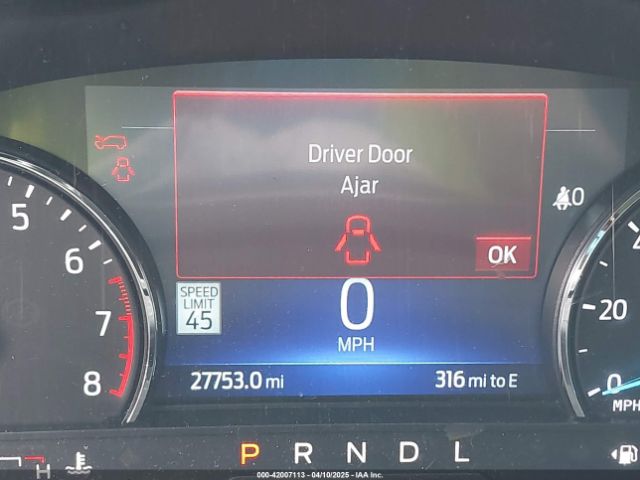 Driver Door
Ajar
OK
0
5
6
7
8
SPEED
LIMIT
45
0
MPH
20
0
MPH
27753.0 mi
316 mi to E
P R N D L
H
000-42007113 - 04/10/2025 - IAA Inc.